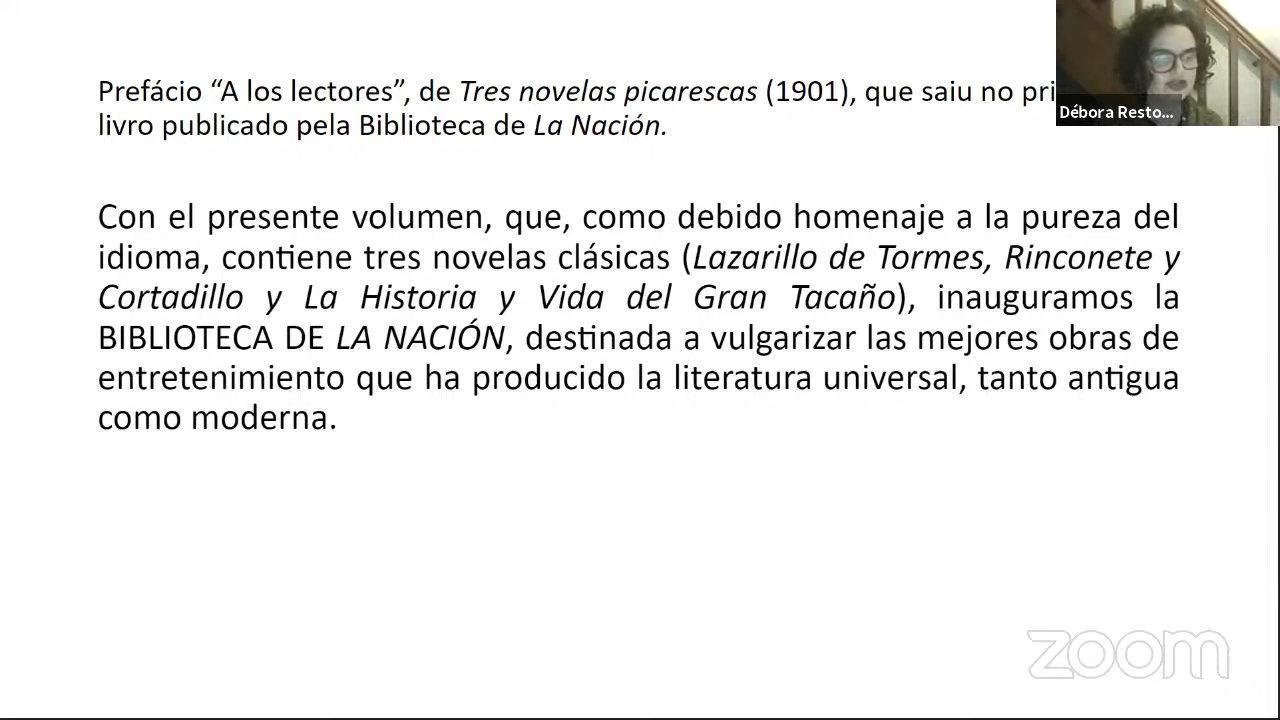 Prefácio “A los lectores”, de Tres novelas picarescas (1901), que saiu no
livro publicado pela Biblioteca de La Nación.
Con el presente volumen, que, como debido homenaje a la pureza del
idioma, contiene tres novelas clásicas (Lazarillo de Tormes, Rinconete y
Cortadillo y La Historia y Vida del Gran Tacaño), inauguramos la
BIBLIOTECA DE LA NACIÓN, destinada a vulgarizar las mejores obras de
entretenimiento que ha producido la literatura universal, tanto antigua
como moderna.
Débora Resto...
zoom